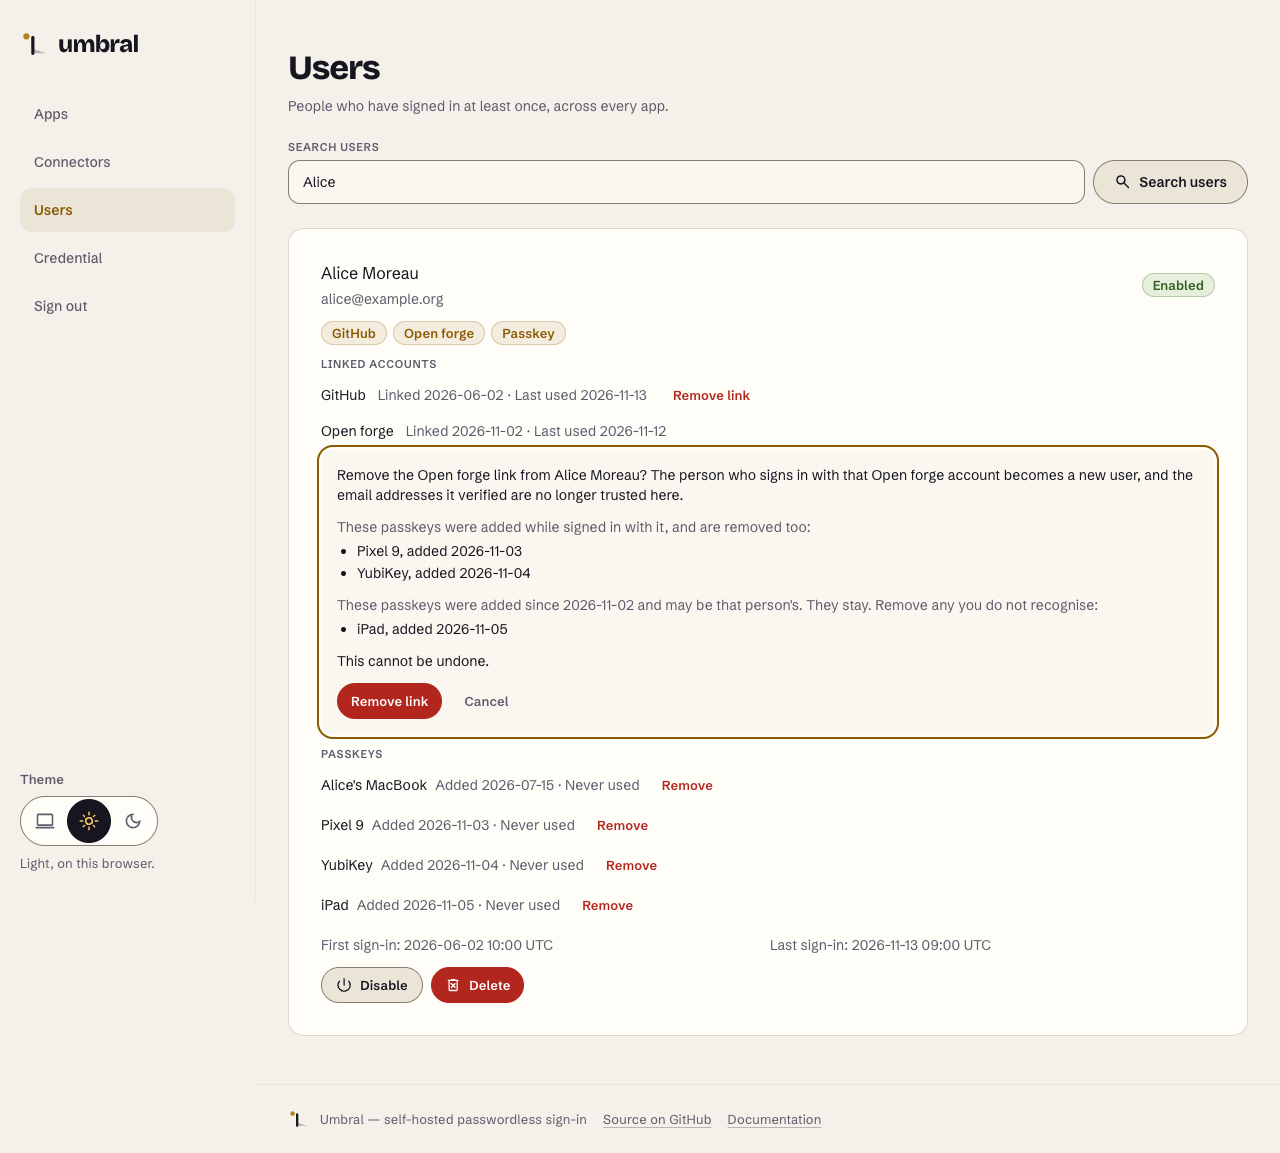 umbral
Apps
Connectors
Users
Credential
Sign out
Theme
Light, on this browser.
Users
People who have signed in at least once, across every app.
SEARCH USERS
Alice
Search users
Alice Moreau
alice@example.org
Enabled
GitHub Open forge Passkey
LINKED ACCOUNTS
GitHub Linked 2026-06-02 · Last used 2026-11-13 Remove link
Open forge Linked 2026-11-02 · Last used 2026-11-12
Remove the Open forge link from Alice Moreau? The person who signs in with that Open forge account becomes a new user, and the
email addresses it verified are no longer trusted here.
These passkeys were added while signed in with it, and are removed too:
• Pixel 9, added 2026-11-03
• YubiKey, added 2026-11-04
These passkeys were added since 2026-11-02 and may be that person's. They stay. Remove any you do not recognise:
• iPad, added 2026-11-05
This cannot be undone.
Remove link Cancel
PASSKEYS
Alice's MacBook Added 2026-07-15 · Never used Remove
Pixel 9 Added 2026-11-03 · Never used Remove
YubiKey Added 2026-11-04 · Never used Remove
iPad Added 2026-11-05 · Never used Remove
First sign-in: 2026-06-02 10:00 UTC Last sign-in: 2026-11-13 09:00 UTC
Disable Delete
Umbral — self-hosted passwordless sign-in Source on GitHub Documentation